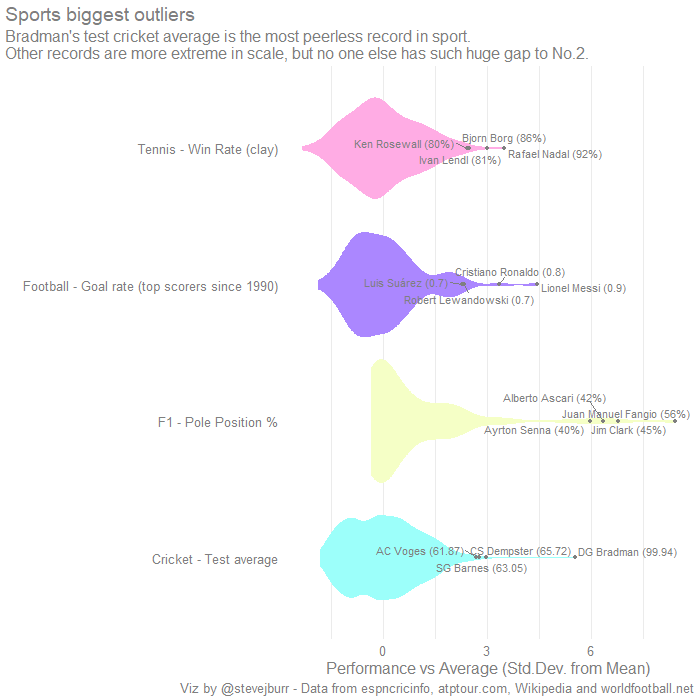 Sports biggest outliers
Bradman's test cricket average is the most peerless record in sport.
Other records are more extreme in scale, but no one else has such huge gap to No.2.
Tennis - Win Rate (clay)
Ken Rosewall (80%)
Bjorn Borg (86%)
Ivan Lendl (81%)
Rafael Nadal (92%)
Football - Goal rate (top scorers since 1990)
Cristiano Ronaldo (0.8)
Luis Suárez (0.7)
Lionel Messi (0.9)
Robert Lewandowski (0.7)
F1 - Pole Position %
Alberto Ascari (42%)
Juan Manuel Fangio (56%)
Ayrton Senna (40%)
Jim Clark (45%)
Cricket - Test average
AC Voges (61.87)
CS Dempster (65.72)
DG Bradman (99.94)
SG Barnes (63.05)
0 3 6
Performance vs Average (Std.Dev. from Mean)
Viz by @stevejburr - Data from espncricinfo, atptour.com, Wikipedia and worldfootball.net